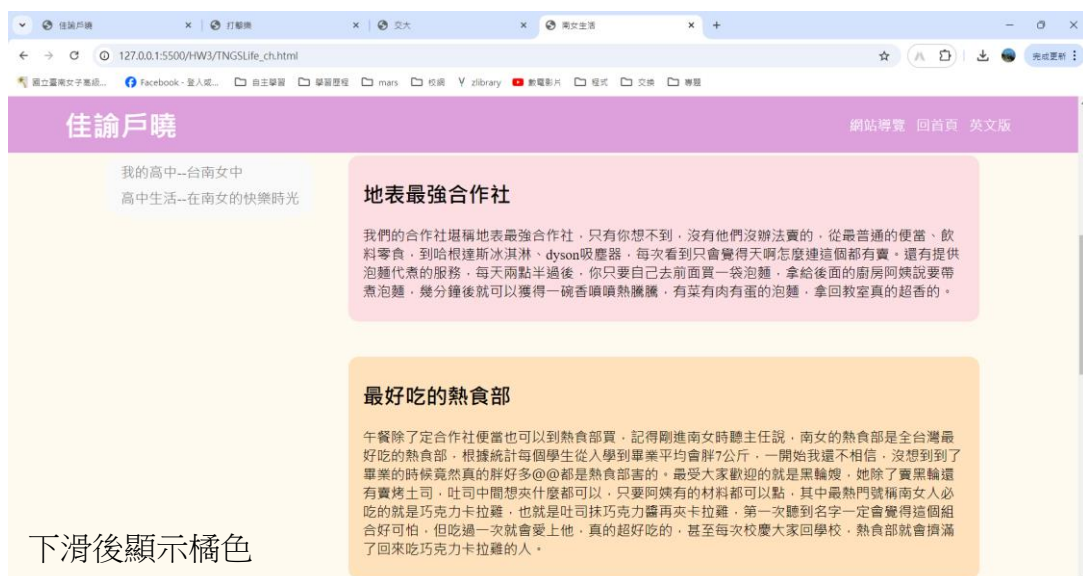 佳諭戶曉
打擊樂
交大
南女生活
127.0.0.1:5500/HW3/TNGSLife_ch.html
完成更新
國立臺南女子高級...
Facebook - 登入或...
自主學習
學習歷程
mars
校網
zlibrary
數電影片
程式
交換
專題
佳諭戶曉
網站導覽 回首頁 英文版
我的高中--台南女中
高中生活--在南女的快樂時光
地表最強合作社
我們的合作社堪稱地表最強合作社，只有你想不到，沒有他們沒辦法賣的，從最普通的便當、飲
料零食，到哈根達斯冰淇淋、dyson吸塵器，每次看到只會覺得天啊怎麼連這個都有賣。還有提供
泡麵代煮的服務，每天兩點半過後，你只要自己去前面買一袋泡麵，拿給後面的廚房阿姨說要帶
煮泡麵，幾分鐘後就可以獲得一碗香噴噴熱騰騰，有菜有肉有蛋的泡麵，拿回教室真的超香的。
最好吃的熱食部
午餐除了定合作社便當也可以到熱食部買，記得剛進南女時聽主任說，南女的熱食部是全台灣最
好吃的熱食部，根據統計每個學生從入學到畢業平均會胖7公斤，一開始我還不相信，沒想到到了
畢業的時候竟然真的胖好多@@都是熱食部害的。最受大家歡迎的就是黑輪嫂，她除了賣黑輪還
有賣烤土司，吐司中間想夾什麼都可以，只要阿姨有的材料都可以點，其中最熱門號稱南女人必
吃的就是巧克力卡拉雞，也就是吐司抹巧克力醬再夾卡拉雞，第一次聽到名字一定會覺得這個組
合好可怕，但吃過一次就會愛上他，真的超好吃的，甚至每次校慶大家回學校，熱食部就會擠滿
了回來吃巧克力卡拉雞的人。
下滑後顯示橘色